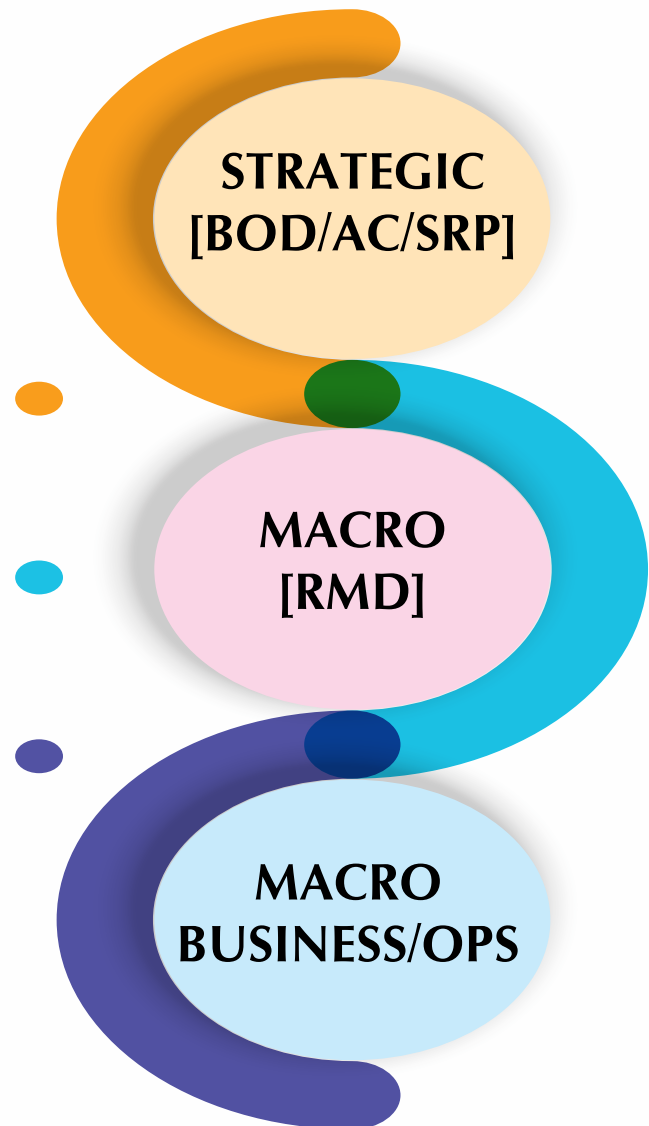 STRATEGIC
[BOD/AC/SRP]
MACRO
[RMD]
MACRO
BUSINESS/OPS